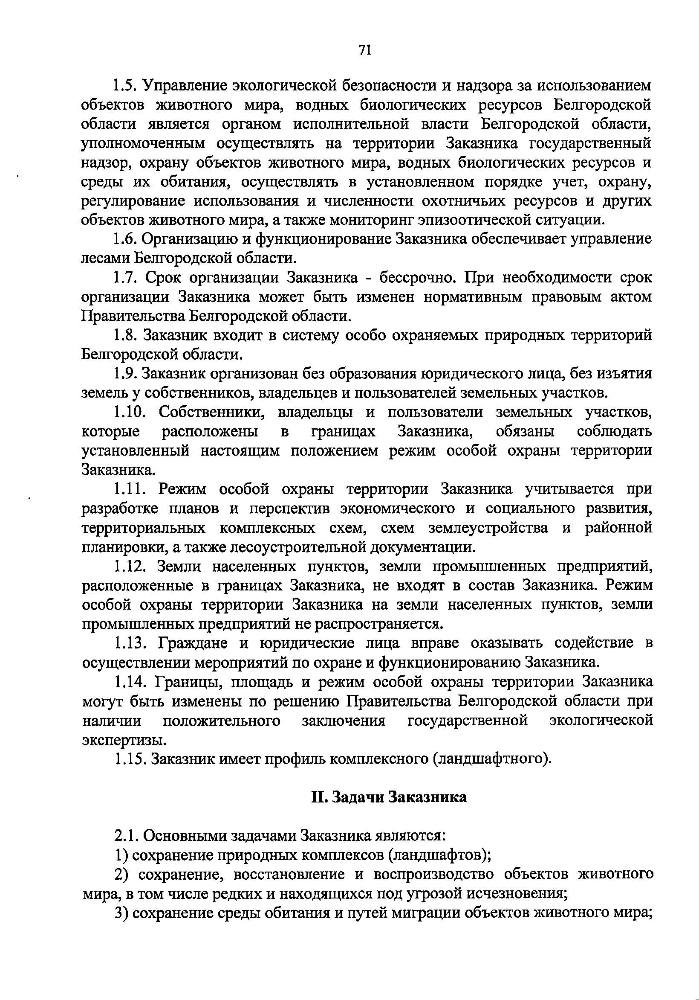 71
1.5. Управление экологической безопасности и надзора за использованием
объектов животного мира, водных биологических ресурсов Белгородской
области является органом исполнительной власти Белгородской области,
уполномоченным осуществлять на территории Заказника государственный
надзор, охрану объектов животного мира, водных биологических ресурсов и
среды их обитания, осуществлять в установленном порядке учет, охрану,
регулирование использования и численности охотничьих ресурсов и других
объектов животного мира, а также мониторинг эпизоотической ситуации.
1.6. Организацию и функционирование Заказника обеспечивает управление
лесами Белгородской области.
1.7. Срок организации Заказника - бессрочно. При необходимости срок
организации Заказника может быть изменен нормативным правовым актом
Правительства Белгородской области.
1.8. Заказник входит в систему особо охраняемых природных территорий
Белгородской области.
1.9. Заказник организован без образования юридического лица, без изъятия
земель у собственников, владельцев и пользователей земельных участков.
1.10. Собственники, владельцы и пользователи земельных участков,
которые расположены в границах Заказника, обязаны соблюдать
установленный настоящим положением режим особой охраны территории
Заказника.
1.11. Режим особой охраны территории Заказника учитывается при
разработке планов и перспектив экономического и социального развития,
территориальных комплексных схем, схем землеустройства и районной
планировки, а также лесоустроительной документации.
1.12. Земли населенных пунктов, земли промышленных предприятий,
расположенные в границах Заказника, не входят в состав Заказника. Режим
особой охраны территории Заказника на земли населенных пунктов, земли
промышленных предприятий не распространяется.
1.13. Граждане и юридические лица вправе оказывать содействие в
осуществлении мероприятий по охране и функционированию Заказника.
1.14. Границы, площадь и режим особой охраны территории Заказника
могут быть изменены по решению Правительства Белгородской области при
наличии положительного заключения государственной экологической
экспертизы.
1.15. Заказник имеет профиль комплексного (ландшафтного).
II. Задачи Заказника
2.1. Основными задачами Заказника являются:
1) сохранение природных комплексов (ландшафтов);
2) сохранение, восстановление и воспроизводство объектов животного
мира, в том числе редких и находящихся под угрозой исчезновения;
3) сохранение среды обитания и путей миграции объектов животного мира;